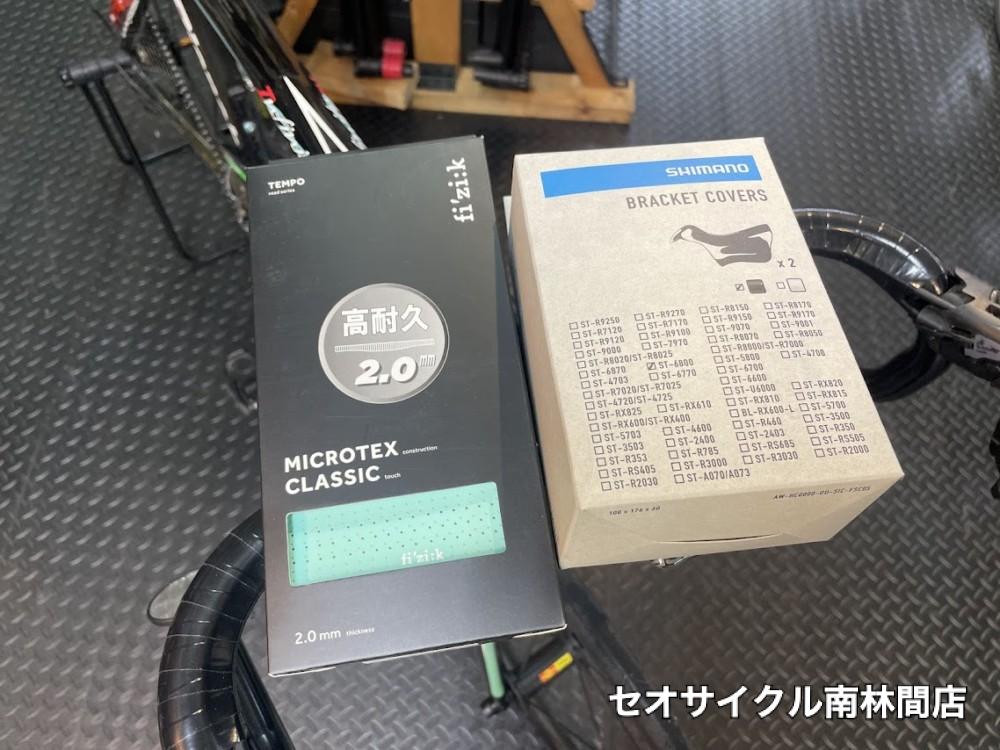 TEMPO
road series
fi'zi:k
高耐久
2.0mm
MICROTEX construction
CLASSIC touch
fi'zi:k
2.0 mm thickness
SHIMANO
BRACKET COVERS
x 2
ST-R9250 ST-R9270 ST-R8150 ST-R8170
ST-R7120 ST-R7170 ST-R9150 ST-R9170
ST-R9120 ST-R9100 ST-9070 ST-9001
ST-9000 ST-7970 ST-R8070 ST-R8050
ST-R8020/ST-R8025 ST-R8000/ST-R7000
ST-6870 ST-6800 ST-5800 ST-4700
ST-4703 ST-6770 ST-6700
ST-R7020/ST-R7025 ST-6600
ST-4720/ST-4725 ST-U6000 ST-RX820
ST-RX825 ST-RX610 ST-RX810 ST-RX815
ST-RX600/ST-RX400 BL-RX600-L ST-5700
ST-5703 ST-4600 ST-R460 ST-3500
ST-3503 ST-2400 ST-2403 ST-R350
ST-R353 ST-R785 ST-RS685 ST-RS505
ST-RS405 ST-R3000 ST-R3030 ST-R2000
ST-R2030 ST-A070/A073
100 x 176 x 60
セオサイクル南林間店